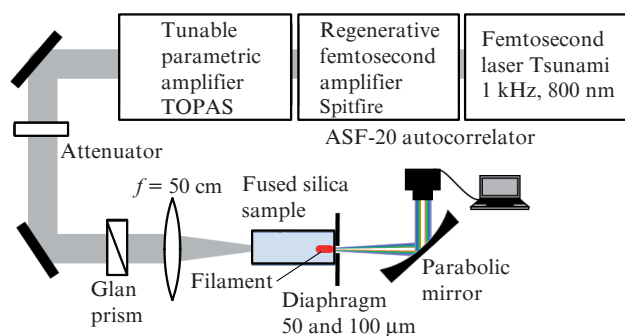 Tunable
parametric
amplifier
TOPAS
Regenerative
femtosecond
amplifier
Spitfire
Femtosecond
laser Tsunami
1 kHz, 800 nm
ASF-20 autocorrelator
Attenuator
f = 50 cm
Fused silica
sample
Filament
Glan
prism
Diaphragm
50 and 100 μm
Parabolic
mirror